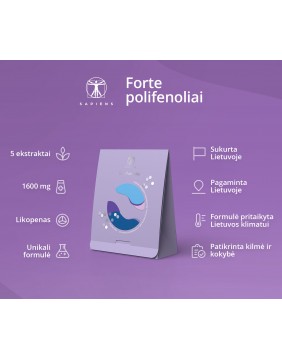 SAPIENS
Forte
polifenoliai
5 ekstraktai
1600 mg
Likopenas
Unikali
formulė
Sukurta
Lietuvoje
Pagaminta
Lietuvoje
Formulė pritaikyta
Lietuvos klimatui
Patikrinta kilmė ir
kokybė